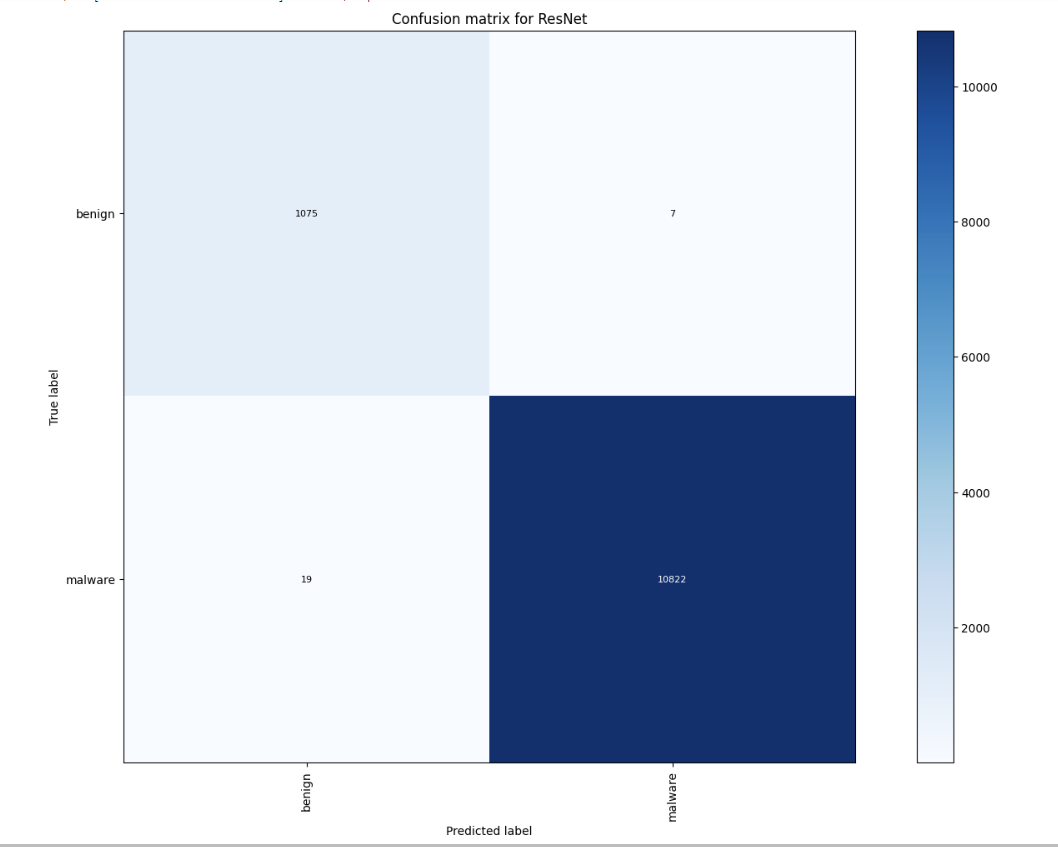 Confusion matrix for ResNet
benign
1075
7
malware
19
10822
True label
benign
malware
Predicted label
10000
8000
6000
4000
2000